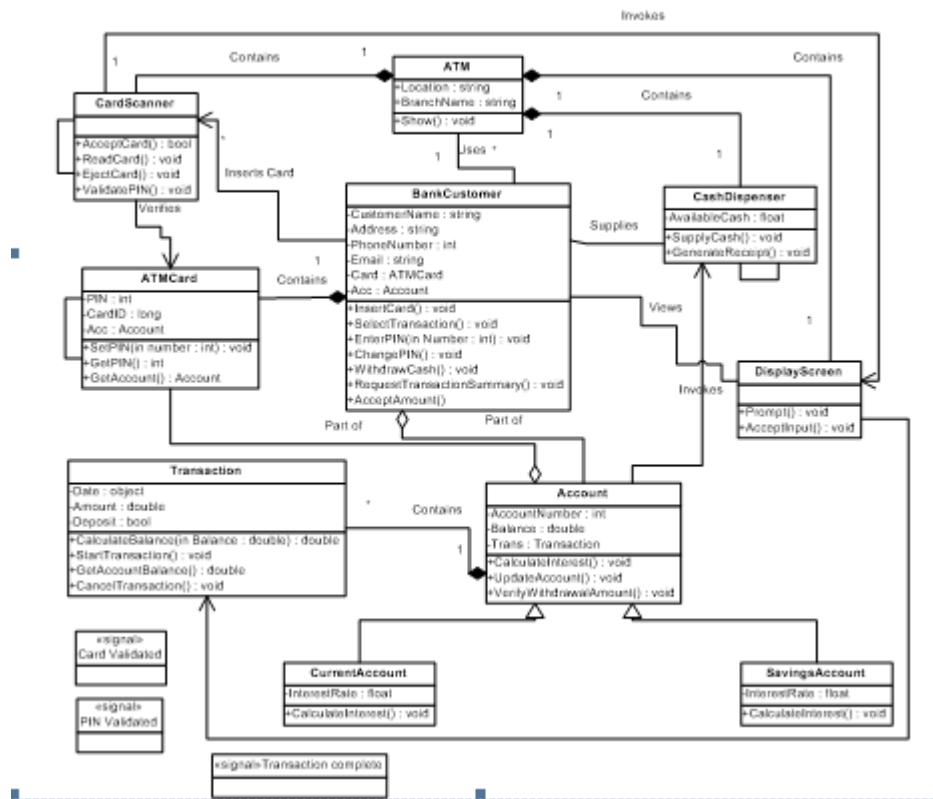 Invokes
1
Contains
1
Contains
ATM
+Location : string
+BranchName : string
+Show() : void
1
Contains
CardScanner
+AcceptCard() : bool
+ReadCard() : void
+EjectCard() : void
+ValidatePIN() : void
*
1
Uses *
1
1
Inserts Card
Verifies
BankCustomer
-CustomerName : string
-Address : string
-PhoneNumber : int
-Email : string
-Card : ATMCard
-Acc : Account
+InsertCard() : void
+SelectTransaction() : void
+EnterPIN(in Number : int) : void
+ChangePIN() : void
+WithdrawCash() : void
+RequestTransactionSummary() : void
+AcceptAmount()
Supplies
CashDispenser
-AvailableCash : float
+SupplyCash() : void
+GenerateReceipt() : void
1
Contains
ATMCard
-PIN : int
-CardID : long
-Acc : Account
+SetPIN(in number : int) : void
+GetPIN() : int
+GetAccount() : Account
Views
1
Invokes
DisplayScreen
+Prompt() : void
+AcceptInput() : void
Part of
Part of
Transaction
-Date : object
-Amount : double
-Deposit : bool
+CalculateBalance(in Balance : double) : double
+StartTransaction() : void
+GetAccountBalance() : double
+CancelTransaction() : void
*
Contains
1
Account
-AccountNumber : int
-Balance : double
-Trans : Transaction
+CalculateInterest() : void
+UpdateAccount() : void
+VerifyWithdrawalAmount() : void
«signal»
Card Validated
CurrentAccount
-InterestRate : float
+CalculateInterest() : void
SavingsAccount
-InterestRate : float
+CalculateInterest() : void
«signal»
PIN Validated
«signal»Transaction complete